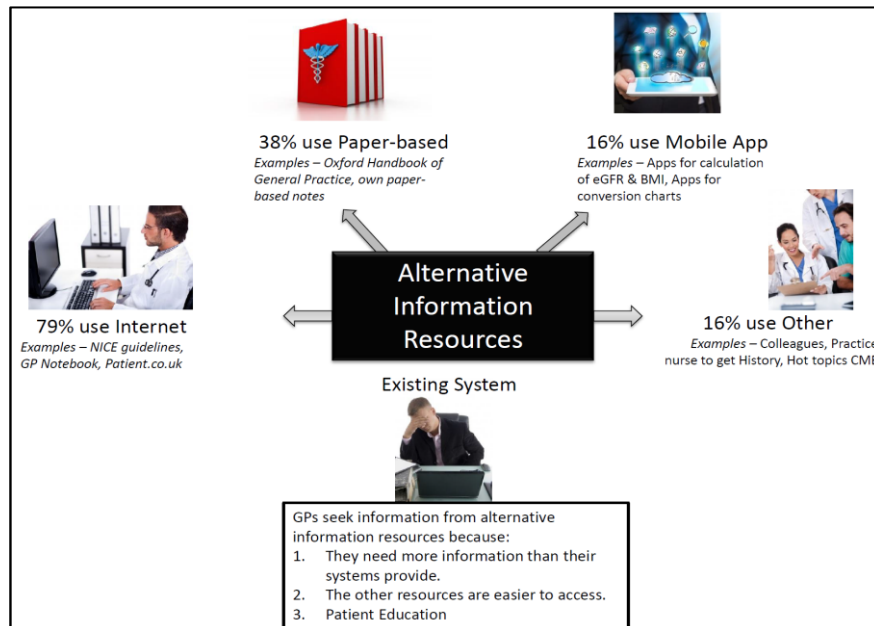 38% use Paper-based
Examples – Oxford Handbook of
General Practice, own paper-
based notes
16% use Mobile App
Examples – Apps for calculation
of eGFR & BMI, Apps for
conversion charts
79% use Internet
Examples – NICE guidelines,
GP Notebook, Patient.co.uk
Alternative
Information
Resources
16% use Other
Examples – Colleagues, Practice
nurse to get History, Hot topics CME
Existing System
GPs seek information from alternative
information resources because:
1. They need more information than their
systems provide.
2. The other resources are easier to access.
3. Patient Education